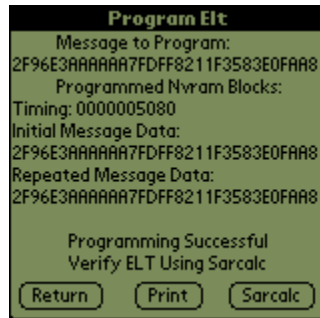 Program Elt
Message to Program:
2F96E3AAAAAA7FDFF8211F3583E0FAA8
Programmed Nvram Blocks:
Timing: 0000005080
Initial Message Data:
2F96E3AAAAAA7FDFF8211F3583E0FAA8
Repeated Message Data:
2F96E3AAAAAA7FDFF8211F3583E0FAA8
Programming Successful
Verify ELT Using Sarcalc
Return Print Sarcalc